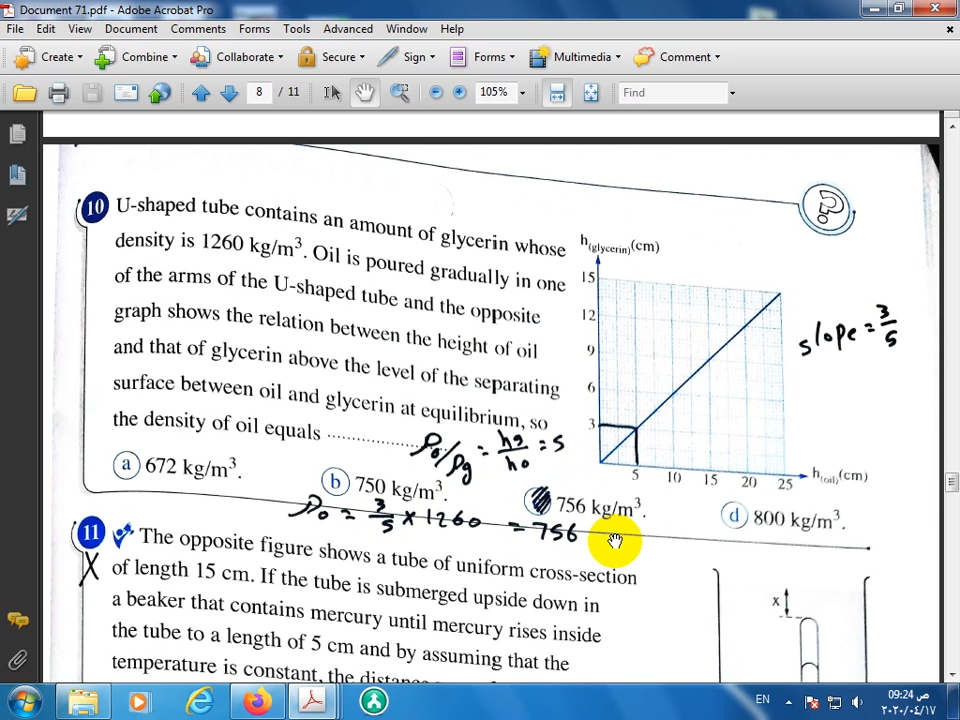 Document 71.pdf - Adobe Acrobat Pro
File Edit View Document Comments Forms Tools Advanced Window Help
Create Combine Collaborate Secure Sign Forms Multimedia Comment
8 / 11 105% Find
10 U-shaped tube contains an amount of glycerin whose
density is 1260 kg/m³. Oil is poured gradually in one
of the arms of the U-shaped tube and the opposite
graph shows the relation between the height of oil
and that of glycerin above the level of the separating
surface between oil and glycerin at equilibrium, so
the density of oil equals ....................
h(glycerin)(cm)
15
12
9
6
3
5 10 15 20 25 h(oil)(cm)
slope = 3/5
ρo/ρg = hg/ho = s
a 672 kg/m³.
b 750 kg/m³.
756 kg/m³.
d 800 kg/m³.
ρo = 3/5 × 1260 = 756
11 The opposite figure shows a tube of uniform cross-section
X of length 15 cm. If the tube is submerged upside down in
a beaker that contains mercury until mercury rises inside
the tube to a length of 5 cm and by assuming that the
temperature is constant, the distance
x
EN
09:24 ص
٢٠٢٠/٠٤/١٧